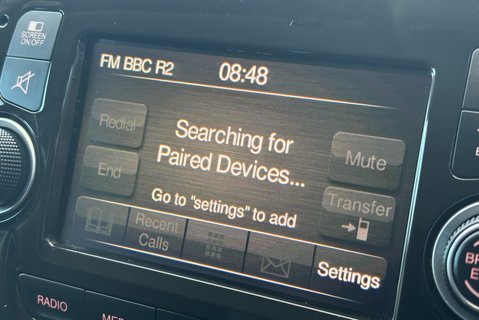 SCREEN
ON/OFF
FM BBC R2
08:48
Redial
Searching for
Paired Devices...
Mute
End
Go to "settings" to add
Transfer
Recent
Calls
Settings
RADIO